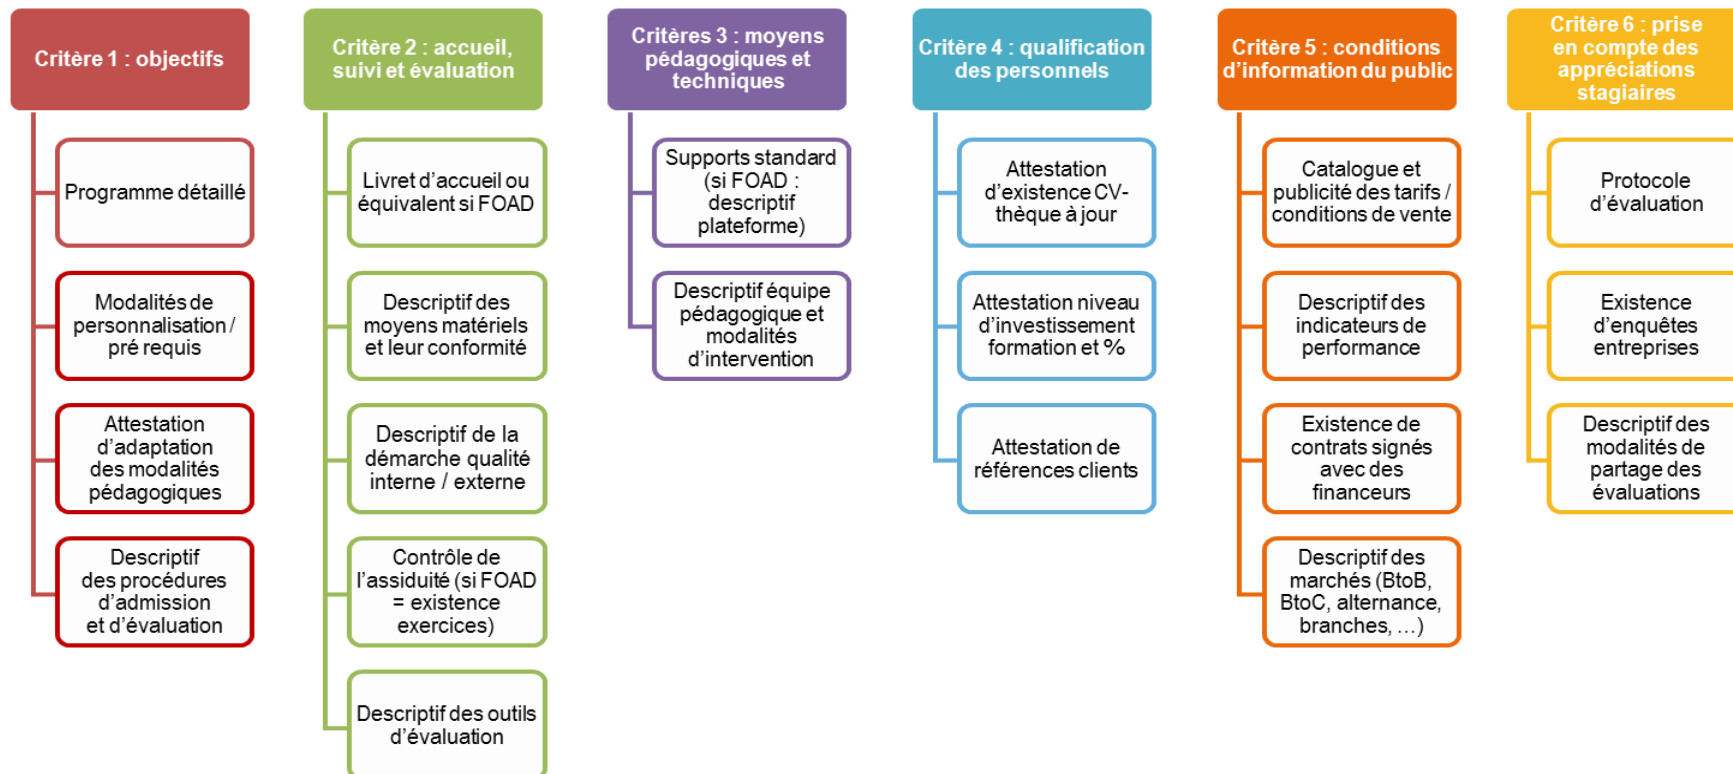 Critère 1 : objectifs
Programme détaillé
Modalités de
personnalisation /
pré requis
Attestation
d’adaptation
des modalités
pédagogiques
Descriptif
des procédures
d’admission
et d’évaluation
Critère 2 : accueil,
suivi et évaluation
Livret d’accueil ou
équivalent si FOAD
Descriptif des
moyens matériels
et leur conformité
Descriptif de la
démarche qualité
interne / externe
Contrôle de
l’assiduité (si FOAD
= existence
exercices)
Descriptif des outils
d’évaluation
Critères 3 : moyens
pédagogiques et
techniques
Supports standard
(si FOAD :
descriptif
plateforme)
Descriptif équipe
pédagogique et
modalités
d’intervention
Critère 4 : qualification
des personnels
Attestation
d’existence CV-
thèque à jour
Attestation niveau
d’investissement
formation et %
Attestation de
références clients
Critère 5 : conditions
d’information du public
Catalogue et
publicité des tarifs /
conditions de vente
Descriptif des
indicateurs de
performance
Existence de
contrats signés
avec des
financeurs
Descriptif des
marchés (BtoB,
BtoC, alternance,
branches, …)
Critère 6 : prise
en compte des
appréciations
stagiaires
Protocole
d’évaluation
Existence
d’enquêtes
entreprises
Descriptif des
modalités de
partage des
évaluations